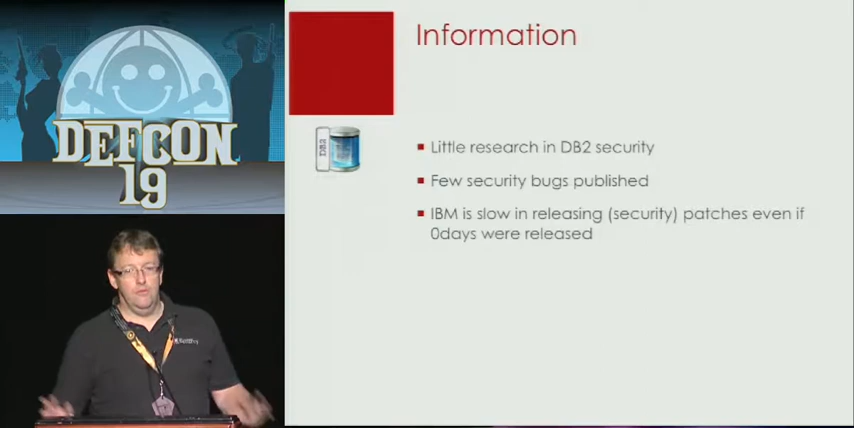 DEFCON
19
Information
DB2
Little research in DB2 security
Few security bugs published
IBM is slow in releasing (security) patches even if
0days were released